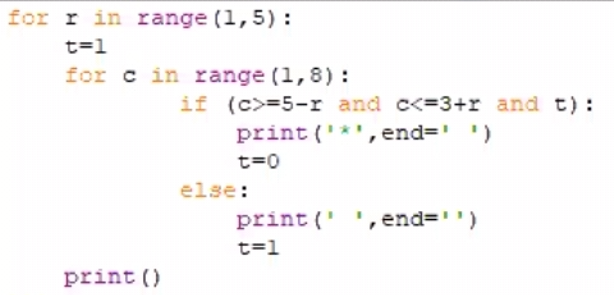 for r in range(1,5):
    t=1
    for c in range(1,8):
            if (c>=5-r and c<=3+r and t):
                print('*',end=' ')
                t=0
            else:
                print(' ',end='')
                t=1
    print()